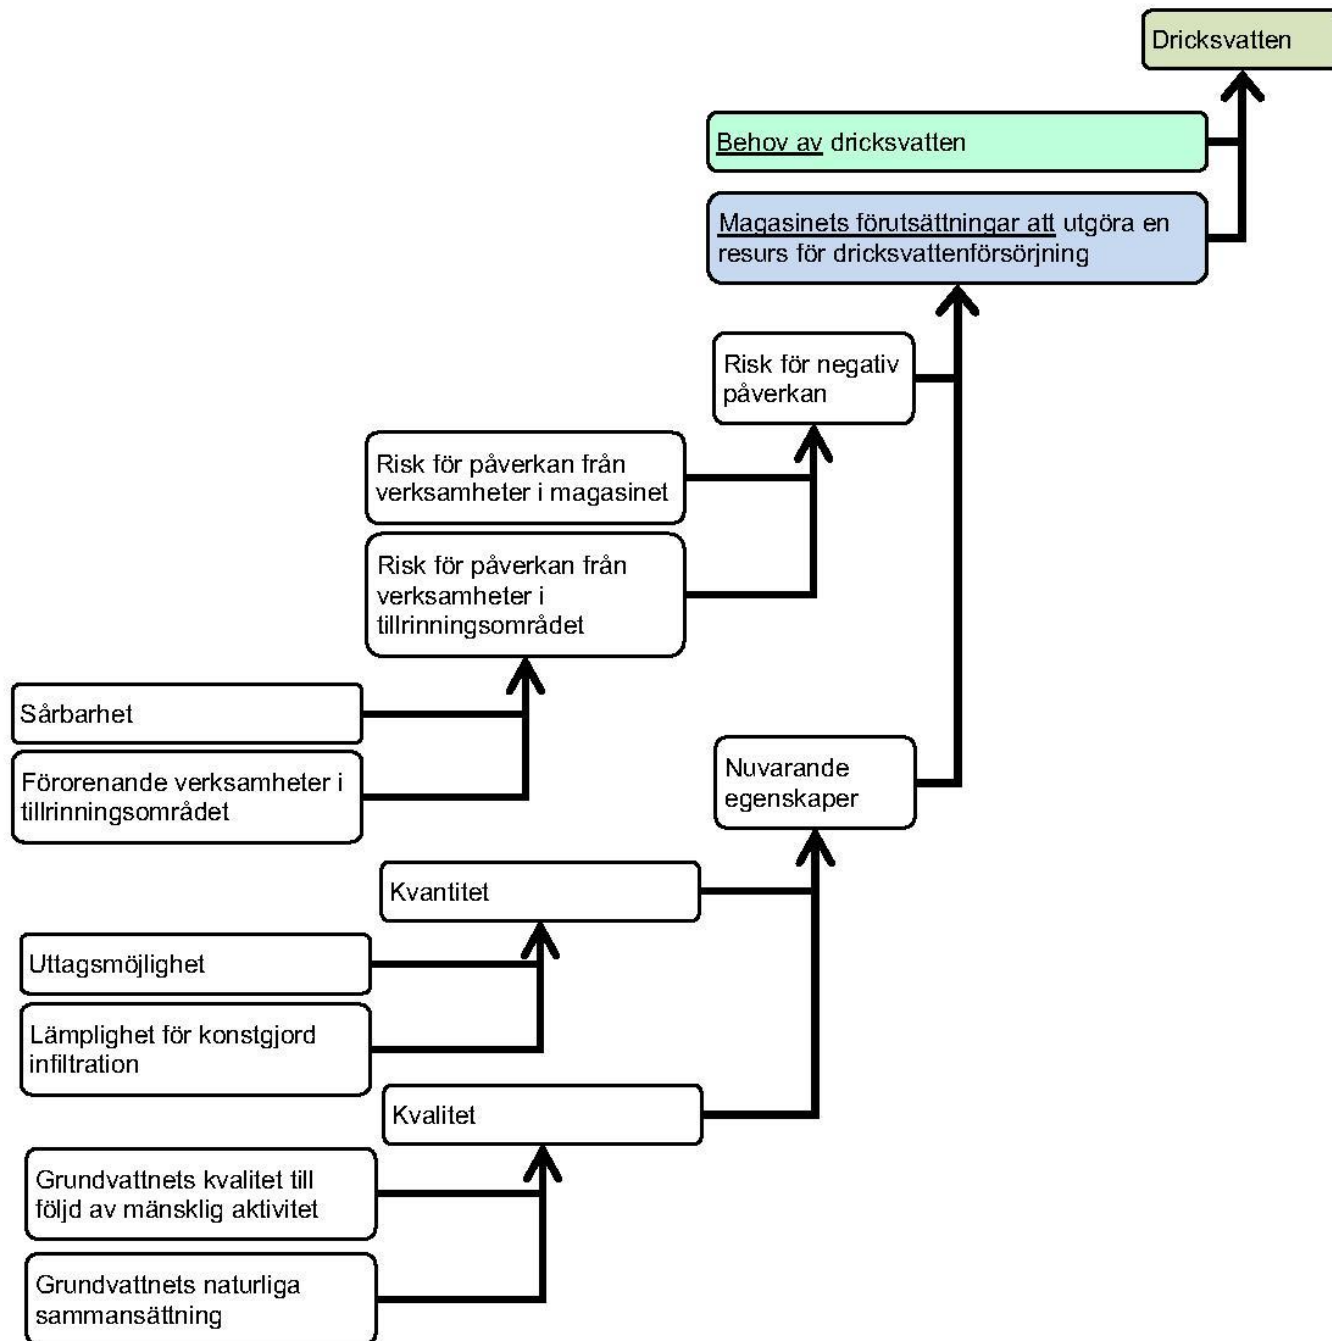 Dricksvatten
Behov av dricksvatten
Magasinets förutsättningar att utgöra en
resurs för dricksvattenförsörjning
Risk för negativ
påverkan
Risk för påverkan från
verksamheter i magasinet
Risk för påverkan från
verksamheter i
tillrinningsområdet
Sårbarhet
Förorenande verksamheter i
tillrinningsområdet
Nuvarande
egenskaper
Kvantitet
Uttagsmöjlighet
Lämplighet för konstgjord
infiltration
Kvalitet
Grundvattnets kvalitet till
följd av mänsklig aktivitet
Grundvattnets naturliga
sammansättning